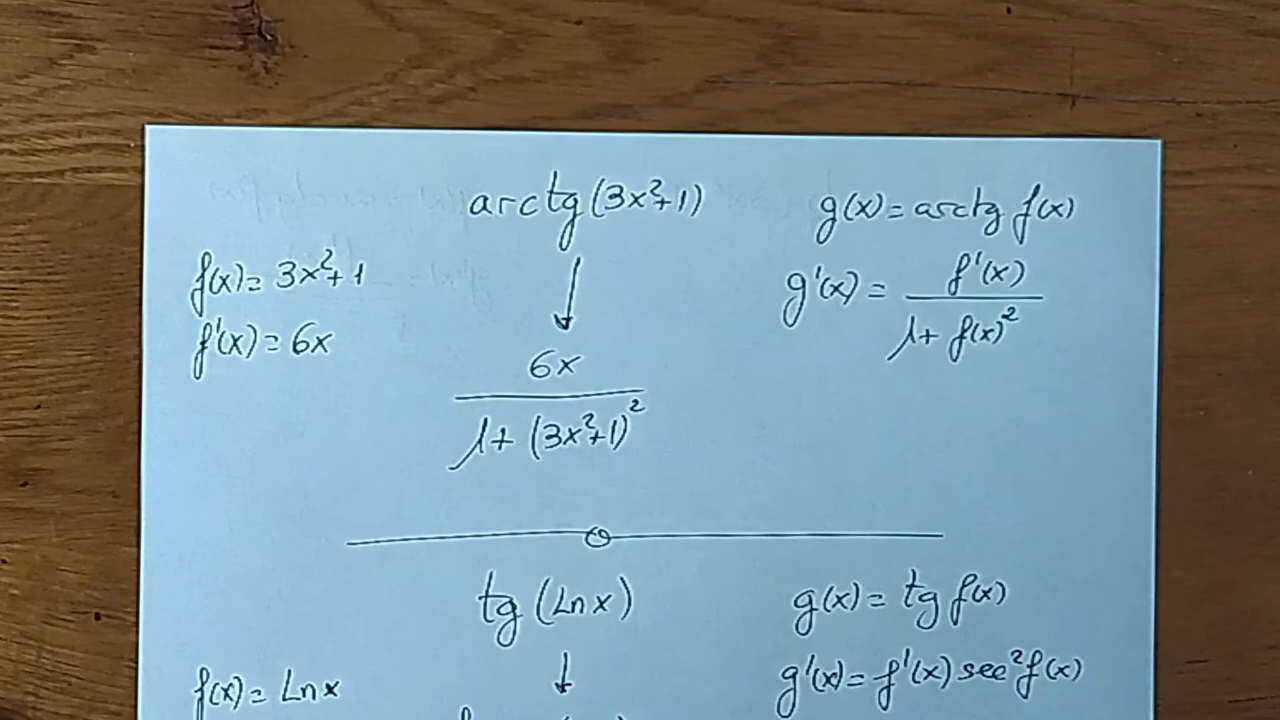 arctg (3x²+1)
g(x) = arctg f(x)
f(x) = 3x²+1
g'(x) = f'(x) / 1 + f(x)²
f'(x) = 6x
6x / 1 + (3x²+1)²
tg (Ln x)
g(x) = tg f(x)
f(x) = Ln x
g'(x) = f'(x) sec² f(x)